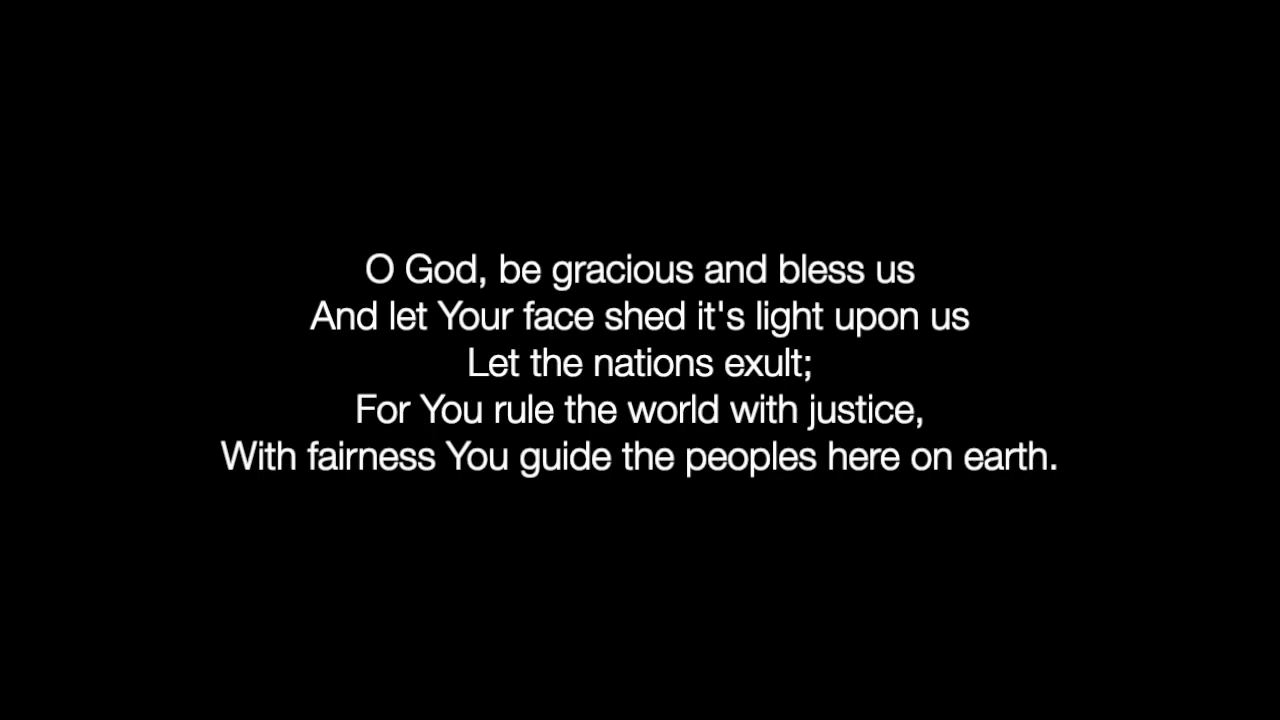 O God, be gracious and bless us
And let Your face shed it's light upon us
Let the nations exult;
For You rule the world with justice,
With fairness You guide the peoples here on earth.